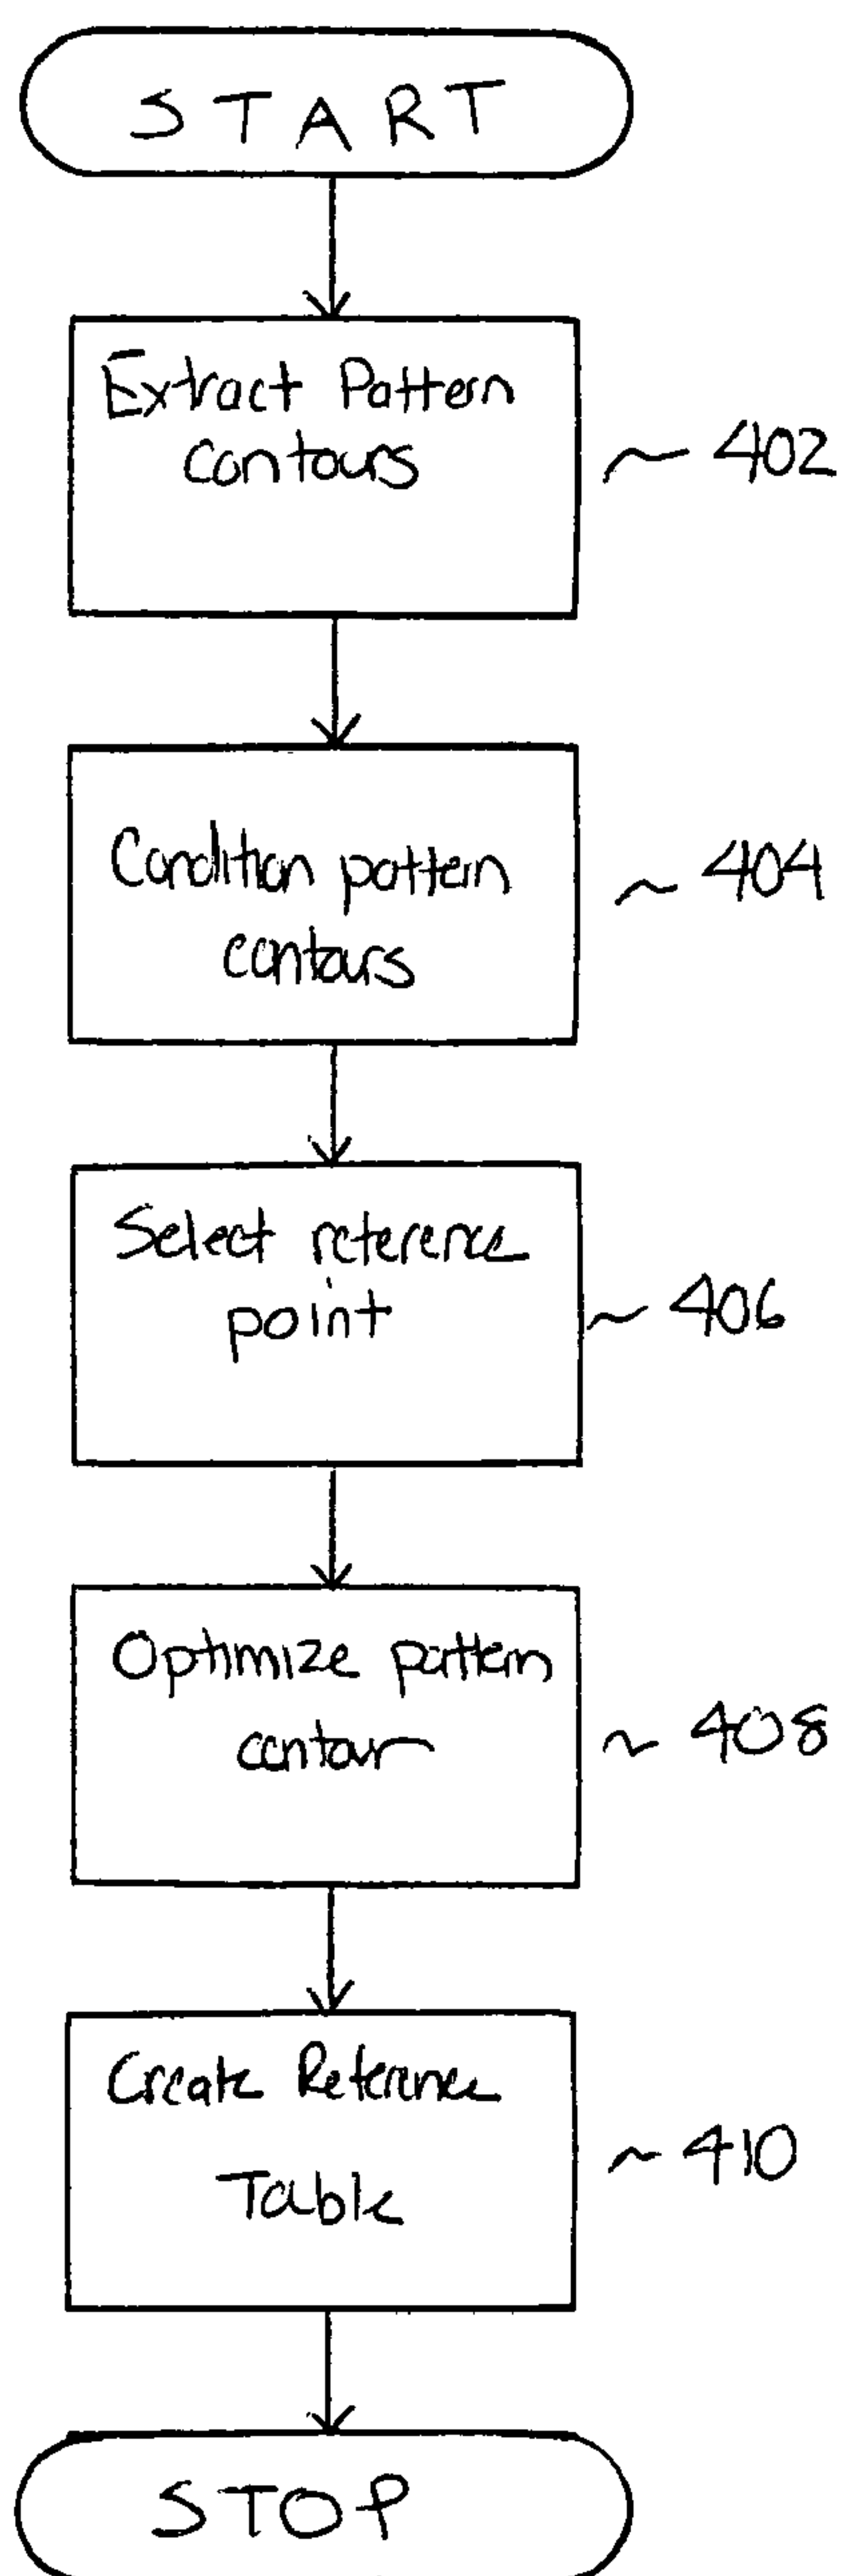 START
Extract Pattern
contours
402
Condition pattern
contours
404
Select reference
point
406
Optimize pattern
contour
408
Create Reference
Table
410
STOP